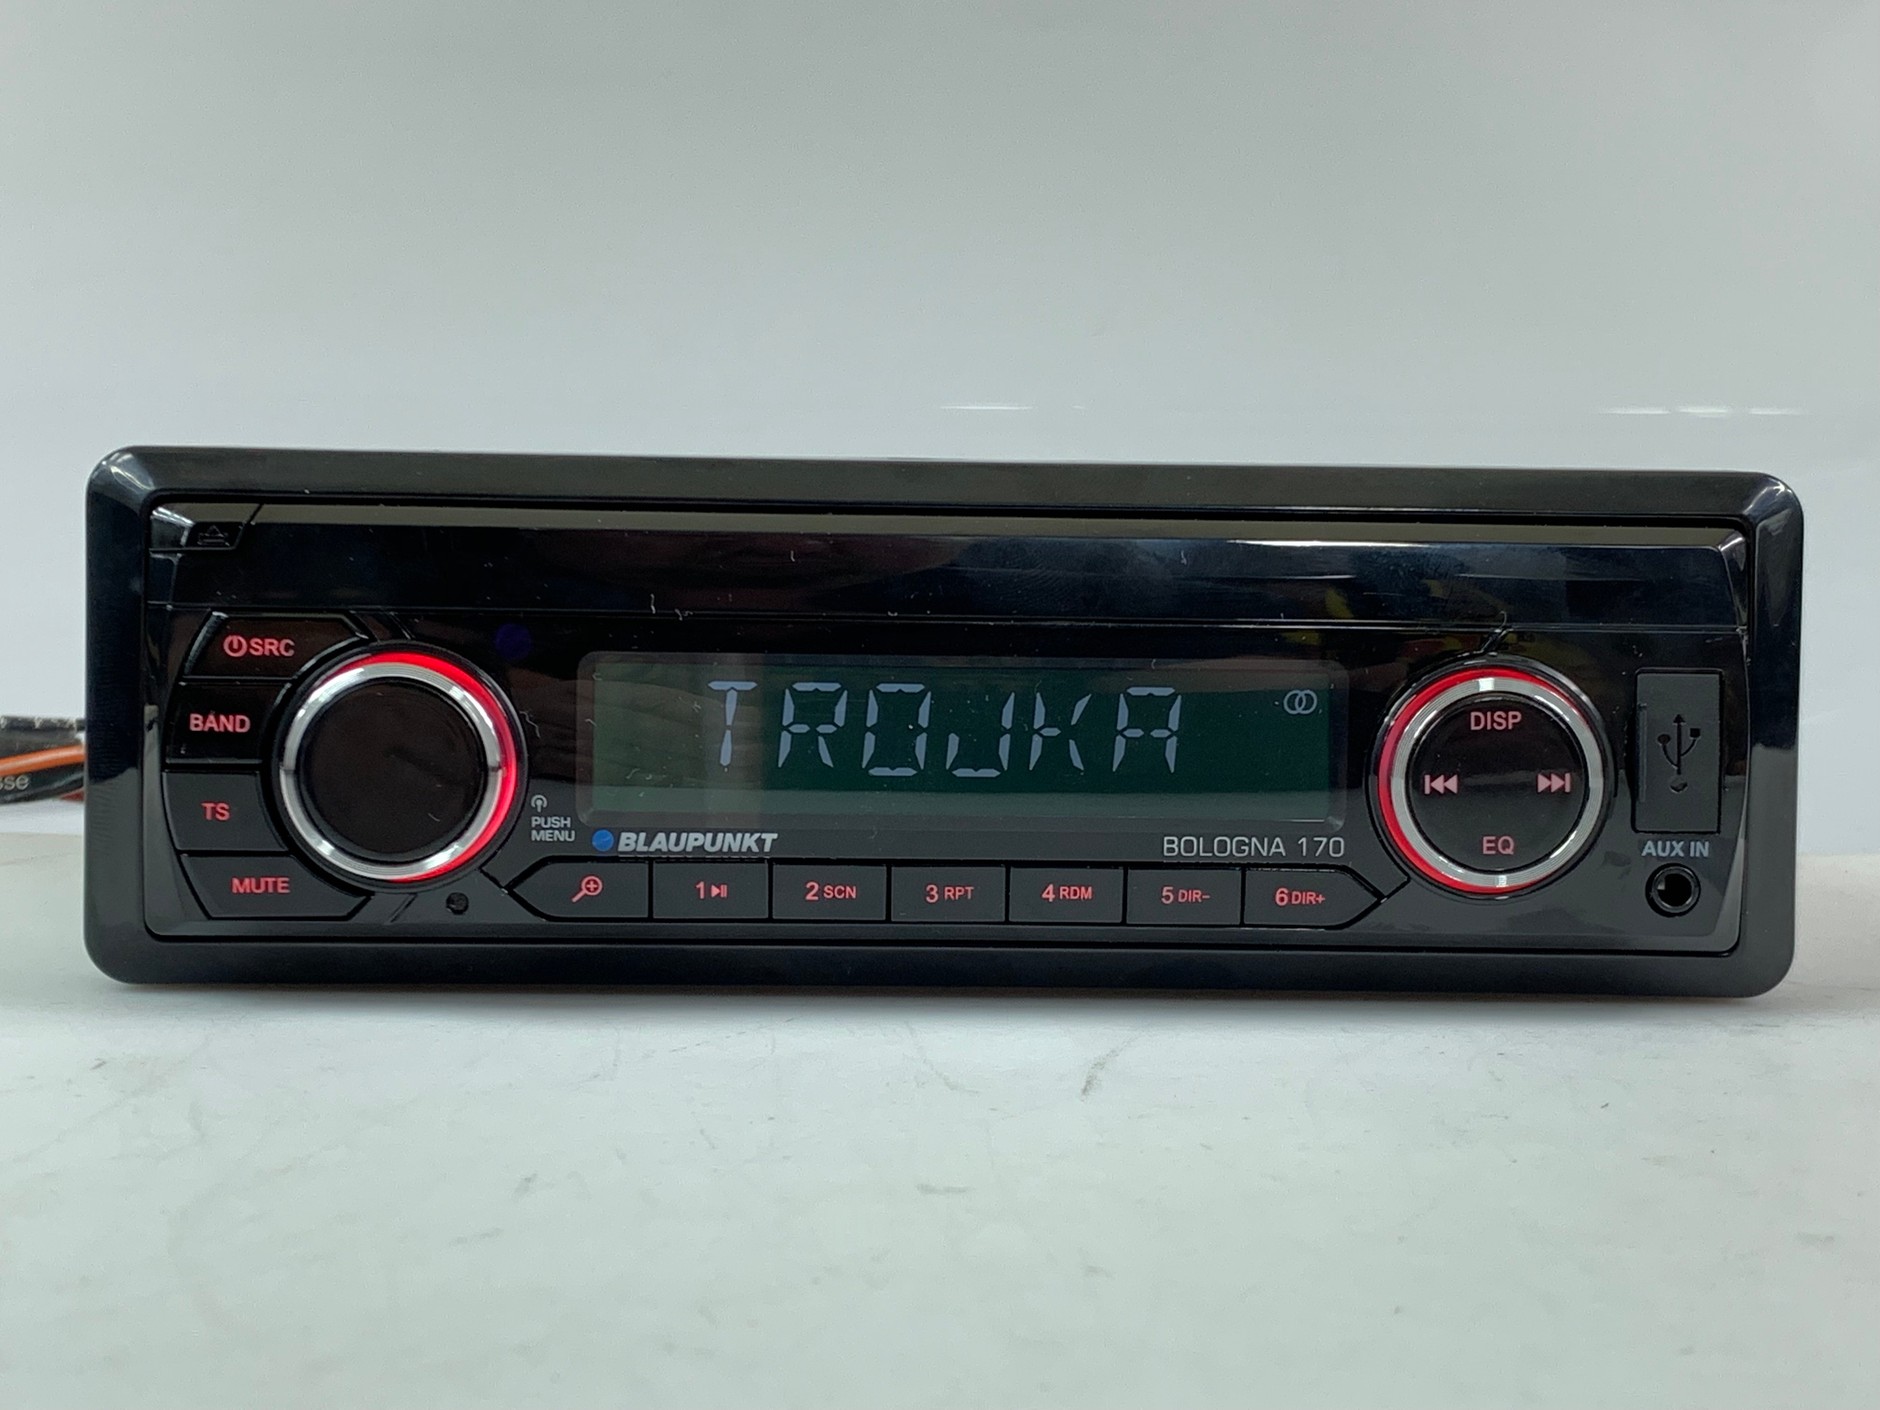 SRC
BAND
TS
MUTE
TROJKA
PUSH
MENU
BLAUPUNKT
BOLOGNA 170
1
2 SCN
3 RPT
4 RDM
5 DIR-
6 DIR+
DISP
EQ
AUX IN